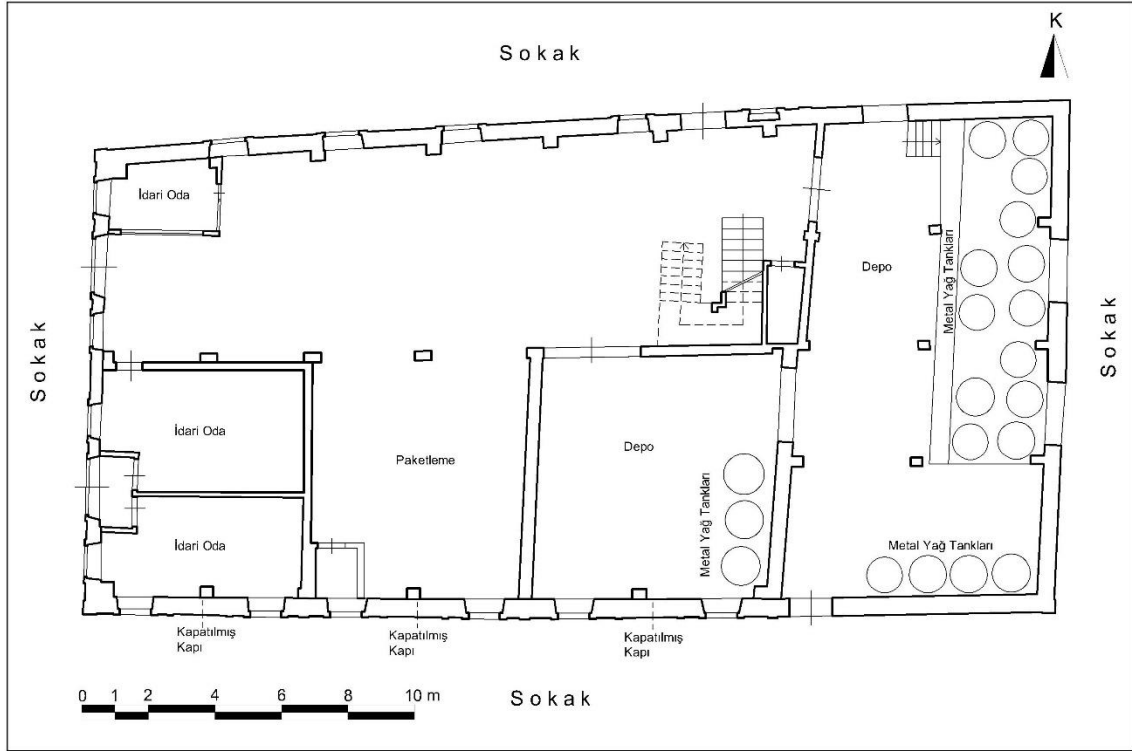 Sokak
K
İdari Oda
Sokak
Depo
Metal Yağ Tankları
Sokak
İdari Oda
Paketleme
Depo
Metal Yağ Tankları
İdari Oda
Metal Yağ Tankları
Kapatılmış
Kapı
Kapatılmış
Kapı
Kapatılmış
Kapı
0 1 2 4 6 8 10 m
Sokak